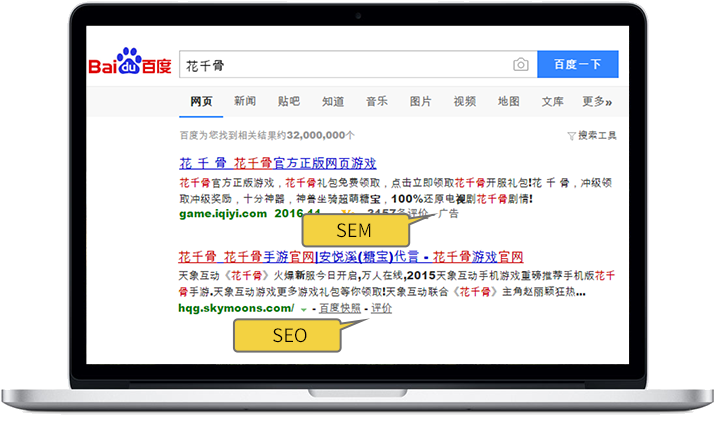 Bai du 百度
花千骨
百度一下
网页 新闻 贴吧 知道 音乐 图片 视频 地图 文库 更多»
百度为您找到相关结果约32,000,000个
搜索工具
花 千 骨 花千骨官方正版网页游戏
花千骨官方正版游戏，花千骨礼包免费领取，点击立即领取花千骨开服礼包!花 千 骨，冲级领
取冲级奖励，十分神器，神兽坐骑超萌糖宝，100%还原电视剧花千骨剧情!
game.iqiyi.com 2016-11 3157条评价 - 广告
SEM
花千骨_花千骨手游官网|安悦溪(糖宝)代言 - 花千骨游戏官网
天象互动《花千骨》火爆新服今日开启,万人在线,2015天象互动手机游戏重磅推荐手机版花
千骨手游.天象互动游戏更多游戏礼包等你领取!天象互动联合《花千骨》主角赵丽颖狂热...
hqg.skymoons.com/ - 百度快照 - 评价
SEO